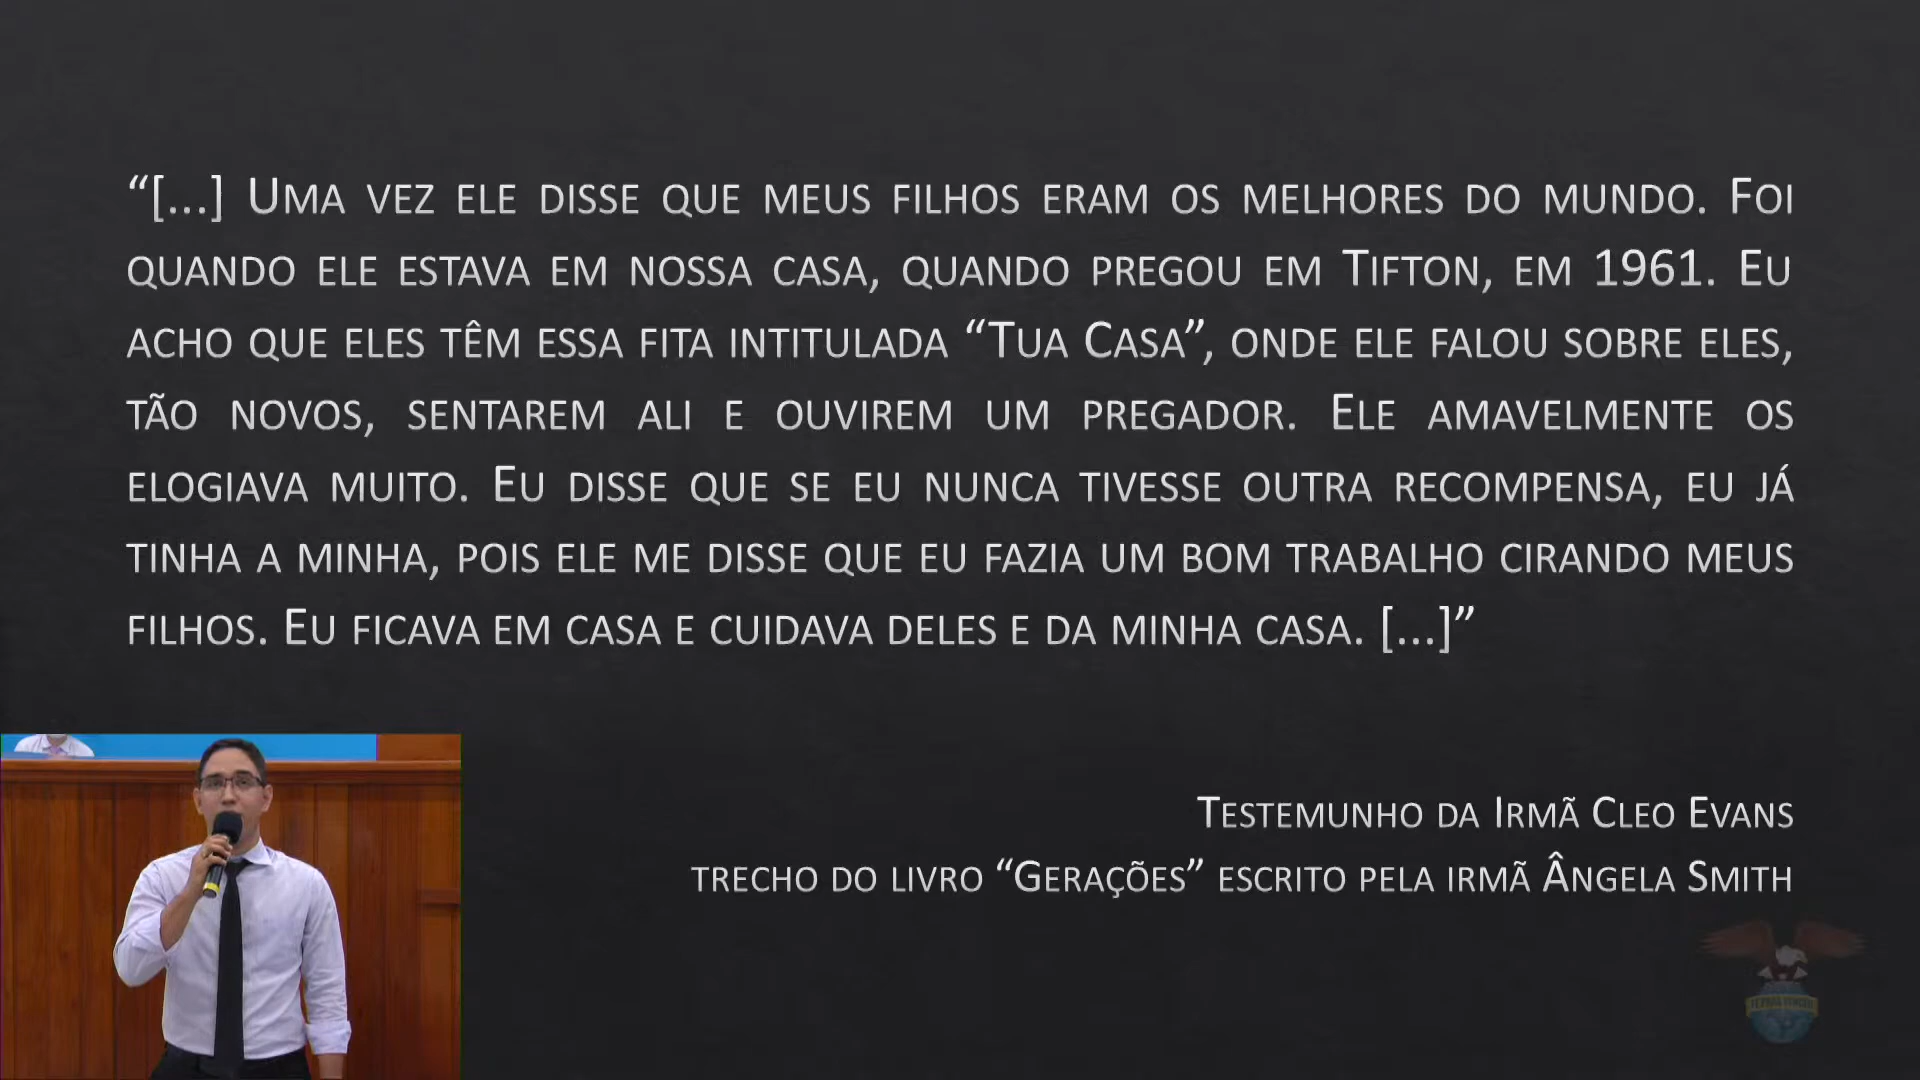 “[...] Uma vez ele disse que meus filhos eram os melhores do mundo. Foi
quando ele estava em nossa casa, quando pregou em Tifton, em 1961. Eu
acho que eles têm essa fita intitulada “Tua Casa”, onde ele falou sobre eles,
tão novos, sentarem ali e ouvirem um pregador. Ele amavelmente os
elogiava muito. Eu disse que se eu nunca tivesse outra recompensa, eu já
tinha a minha, pois ele me disse que eu fazia um bom trabalho cirando meus
filhos. Eu ficava em casa e cuidava deles e da minha casa. [...]”
Testemunho da Irmã Cleo Evans
trecho do livro “Gerações” escrito pela irmã Ângela Smith